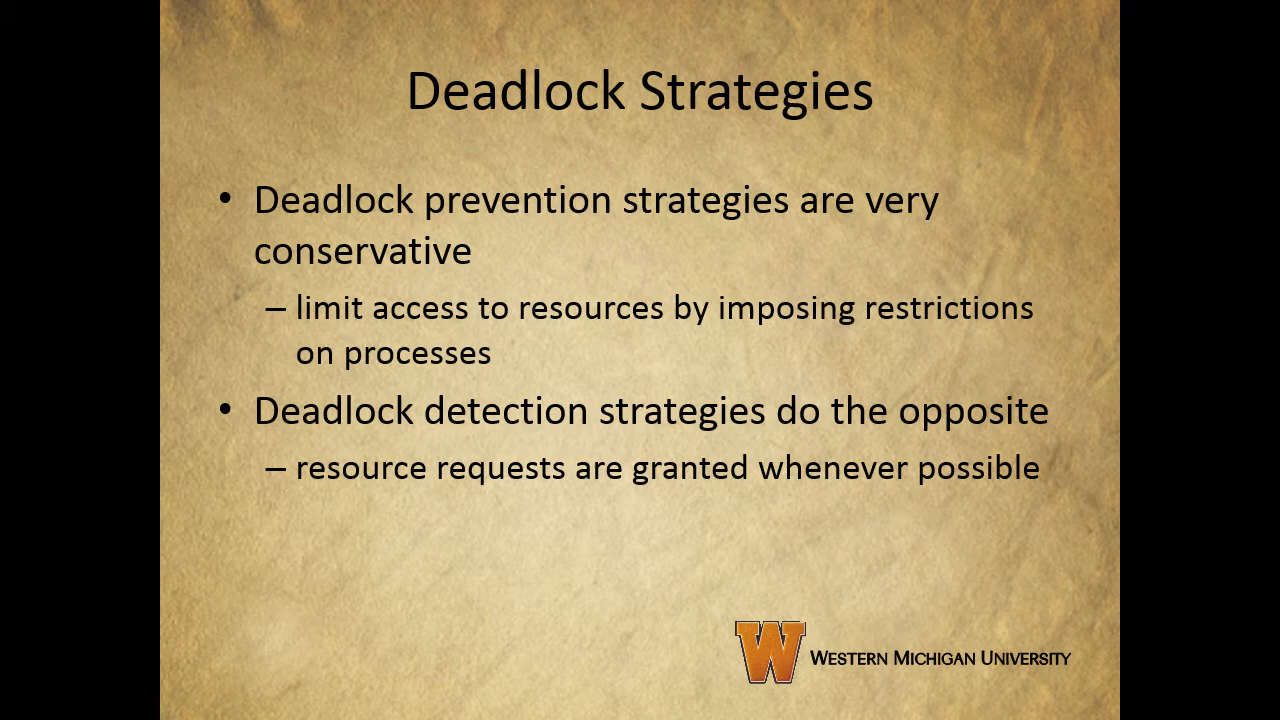 Deadlock Strategies
• Deadlock prevention strategies are very
conservative
– limit access to resources by imposing restrictions
on processes
• Deadlock detection strategies do the opposite
– resource requests are granted whenever possible
W WESTERN MICHIGAN UNIVERSITY